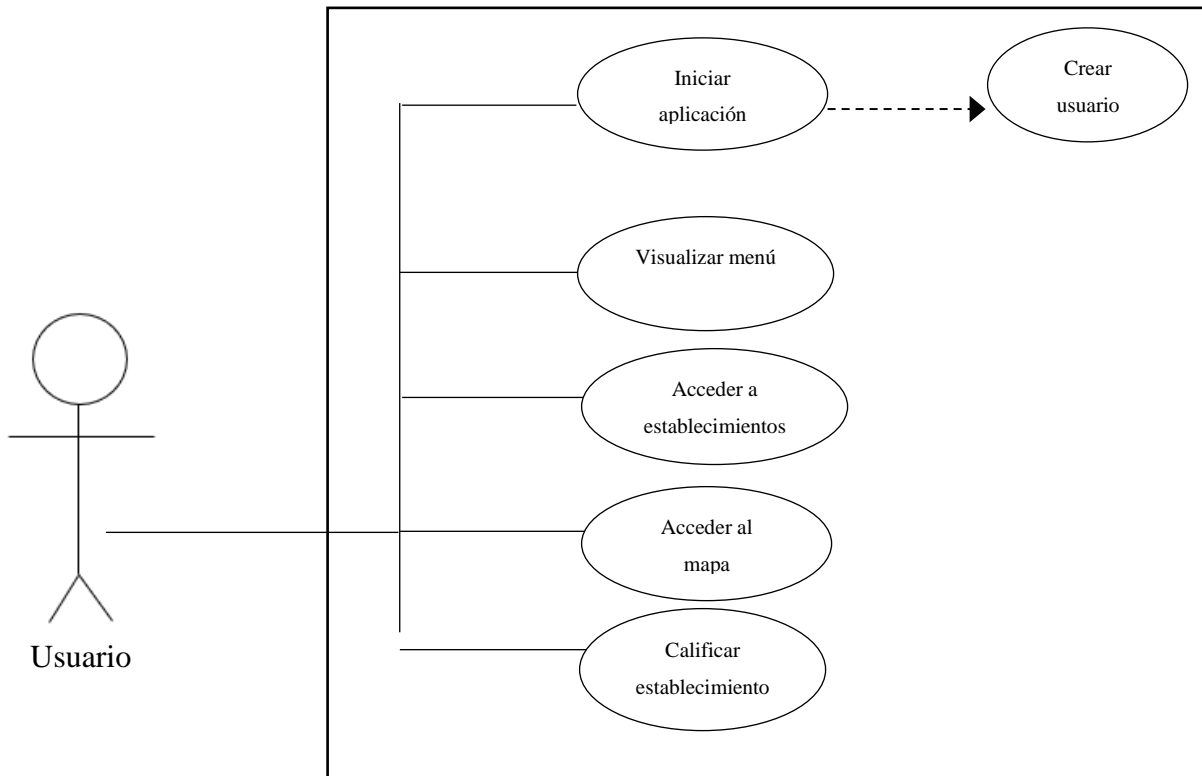 Iniciar
aplicación
Crear
usuario
Visualizar menú
Acceder a
establecimientos
Acceder al
mapa
Calificar
establecimiento
Usuario